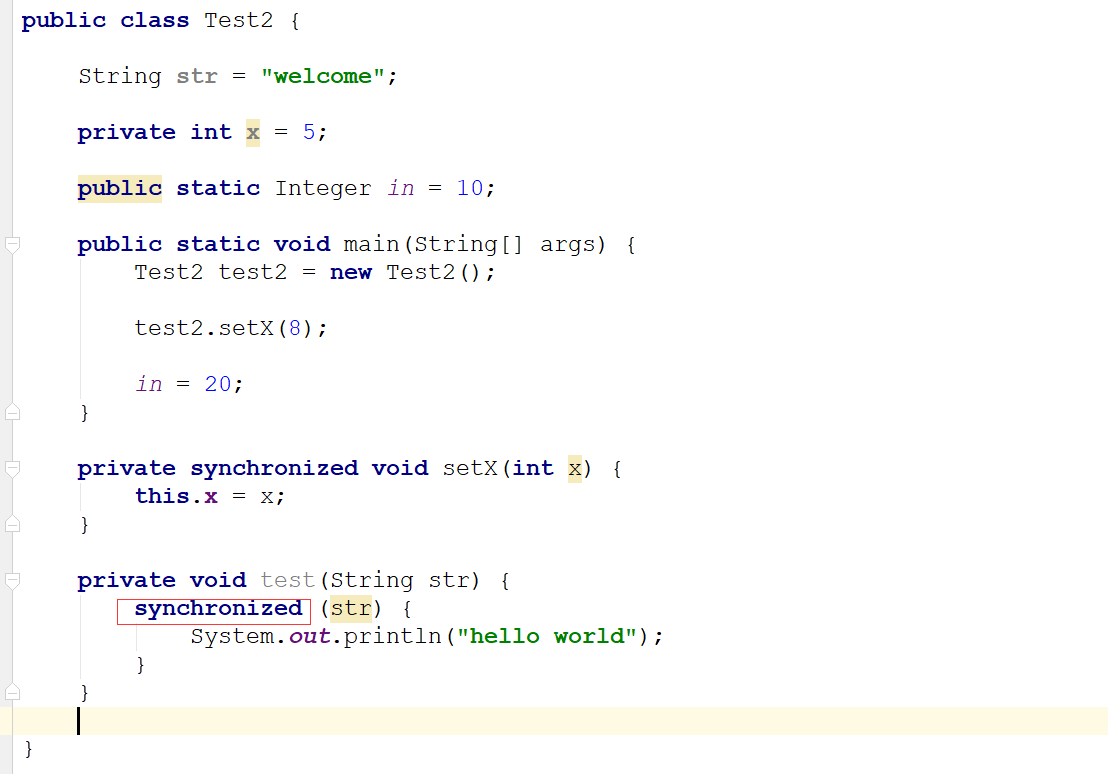 public class Test2 {
String str = "welcome";
private int x = 5;
public static Integer in = 10;
public static void main(String[] args) {
Test2 test2 = new Test2();
test2.setX(8);
in = 20;
}
private synchronized void setX(int x) {
this.x = x;
}
private void test(String str) {
synchronized (str) {
System.out.println("hello world");
}
}
}